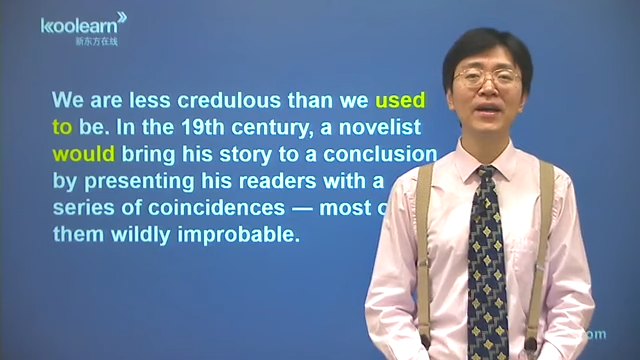 koolearn
新东方在线
We are less credulous than we used
to be. In the 19th century, a novelist
would bring his story to a conclusion
by presenting his readers with a
series of coincidences — most
them wildly improbable.